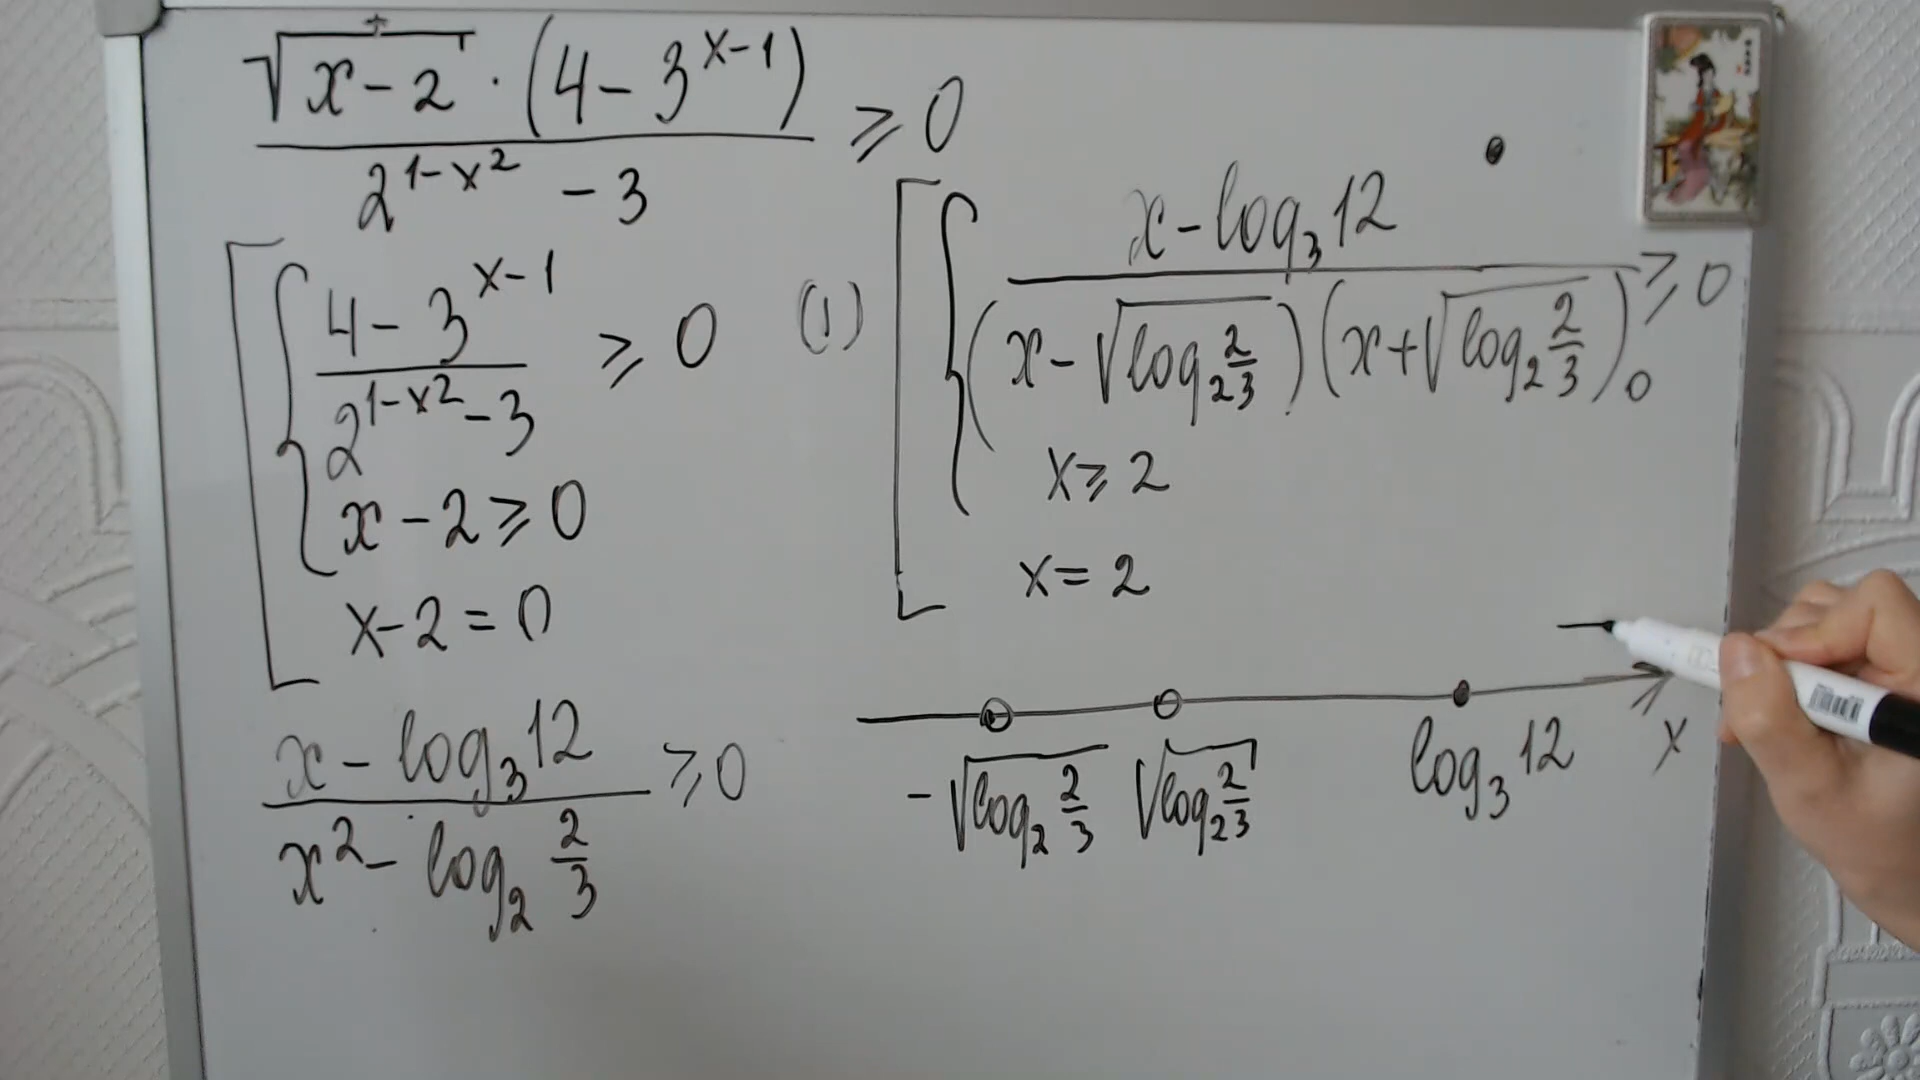 √(x-2) · (4-3^(x-1))
2^(1-x²) - 3
⩾ 0
4-3^(x-1)
2^(1-x²) - 3
⩾ 0
x-2 ⩾ 0
x-2 = 0
x - log₃12
x² - log₂ 2/3
⩾ 0
(1)
x - log₃12
(x - √(log₂ 2/3)) (x + √(log₂ 2/3))
⩾ 0
0
x ⩾ 2
x = 2
-√(log₂ 2/3) √(log₂ 2/3) log₃12 x